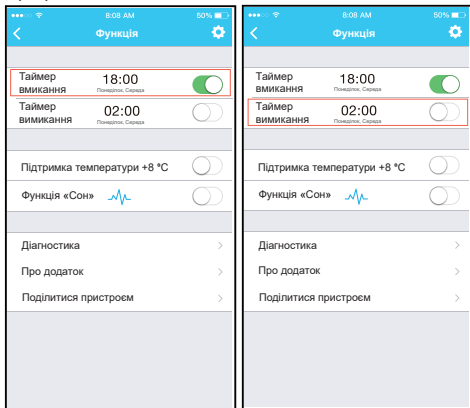 8:08 AM 50%
Функція
Таймер вмикання 18:00
Понеділок, Середа
Таймер вимикання 02:00
Понеділок, Середа
Підтримка температури +8 °C
Функція «Сон»
Діагностика
Про додаток
Поділитися пристроєм
8:08 AM 50%
Функція
Таймер вмикання 18:00
Понеділок, Середа
Таймер вимикання 02:00
Понеділок, Середа
Підтримка температури +8 °C
Функція «Сон»
Діагностика
Про додаток
Поділитися пристроєм